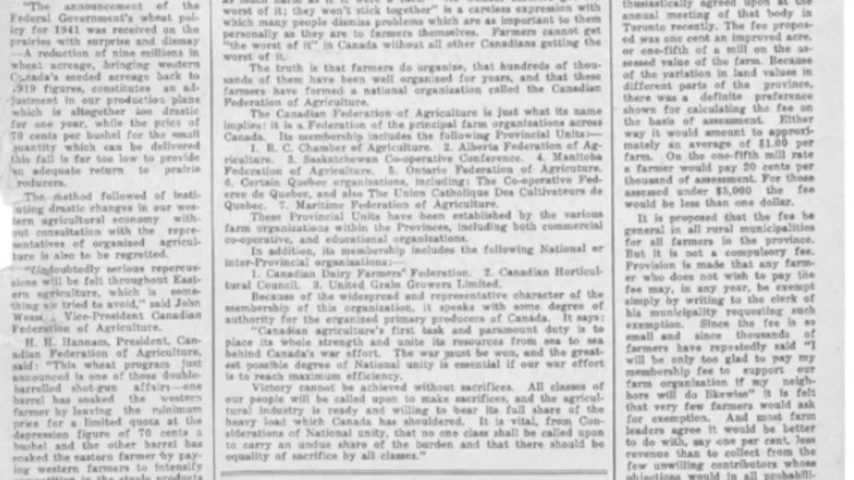 "The announcement of the
Federal Government's wheat pol-
icy for 1941 was received on the
prairies with surprise and dismay
—A reduction of nine millions in
wheat acreage, bringing western
Canada's seeded acreage back to
1919 figures, constitutes an ad-
justment in our production plans
which is altogether too drastic
for one year, while the price of
70 cents per bushel for the small
quantity which can be delivered
this fall is far too low to provide
an adequate return to prairie
producers.
The method followed of insti-
tuting drastic changes in our wes-
tern agricultural economy with-
out consultation with the repre-
sentatives of organized agricul-
ture is also to be regretted.
"Undoubtedly serious repercus-
sions will be felt throughout East-
ern agriculture, which is some-
thing we tried to avoid," said John
Vice-President Canadian
Federation of Agriculture.
H. H. Hannam, President, Can-
adian Federation of Agriculture,
said: "This wheat program just
announced is one of those double-
barrelled shot-gun affairs—one
barrel has soaked the western
farmer by leaving the minimum
price for a limited quota at the
depression figure of 70 cents a
bushel and the other barrel has
soaked the eastern farmer by pay-
ing western farmers to intensify
in the staple products
worst of it; they won't stick together" is a careless expression with
which many people dismiss problems which are as important to them
personally as they are to farmers themselves. Farmers cannot get
"the worst of it" in Canada without all other Canadians getting the
worst of it.
The truth is that farmers do organise, that hundreds of thou-
sands of them have been well organised for years, and that these
farmers have formed a national organisation called the Canadian
Federation of Agriculture.
The Canadian Federation of Agriculture is just what its name
implies: it is a Federation of the principal farm organisations across
Canada. Its membership includes the following Provincial Units:—
1. B. C. Chamber of Agriculture. 2. Alberta Federation of Ag-
riculture. 3. Saskatchewan Co-operative Conference. 4. Manitoba
Federation of Agriculture. 5. Ontario Federation of Agricuture.
6. Certain Quebec organizations, including: The Co-operative Fed-
eree de Quebec, and also The Union Catholique Des Cultivateurs de
Quebec. 7. Maritime Federation of Agriculture.
These Provincial Units have been established by the various
farm organizations within the Provinces, including both commercial
co-operative, and educational organizations.
In addition, its membership includes the following National or
inter-Provincial organizations:—
1. Canadian Dairy Farmers' Federation. 2. Canadian Horticul-
tural Council. 3. United Grain Growers Limited.
Because of the widespread and representative character of the
membership of this organization, it speaks with some degree of
authority for the organized primary producers of Canada. It says:
"Canadian agriculture's first task and paramount duty is to
place its whole strength and unite its resources from sea to sea
behind Canada's war effort. The war must be won, and the great-
est possible degree of National unity is essential if our war effort
is to reach maximum efficiency.
Victory cannot be achieved without sacrifices. All classes of
our people will be called upon to make sacrifices, and the agricul-
tural industry is ready and willing to bear its full share of the
heavy load which Canada has shouldered. It is vital, from Con-
siderations of National unity, that no one class shall be called upon
to carry an undue share of the burden and that there should be
equality of sacrifice by all classes."
thusiastically agreed upon at the
annual meeting of that body in
Toronto recently. The fee propos-
ed was one cent an improved acre,
or one-fifth of a mill on the as-
sessed value of the farm. Because
of the variation in land values in
different parts of the province,
there was a definite preference
shown for calculating the fee on
the basis of assessment. Either
way it would amount to approxi-
mately an average of $1.00 per
farm. On the one-fifth mill rate
a farmer would pay 20 cents per
thousand of assessment. For those
assessed under $5,000 the fee
would be less than one dollar.
It is proposed that the fee be
general in all rural municipalities
for all farmers in the province.
But it is not a compulsory fee.
Provision is made that any farm-
er who does not wish to pay the
fee may, in any year, be exempt
simply by writing to the clerk of
his municipality requesting such
exemption. Since the fee is so
small and since thousands of
farmers have repeatedly said "I
will be only too glad to pay my
membership fee to support our
farm organisation if my neigh-
bors will do likewise" it is felt
that very few farmers would ask
for exemption. And most farm
leaders agree it would be better
to do with, say one per cent, less
revenue than to collect from the
few unwilling contributors whose
objections would in all probabili-